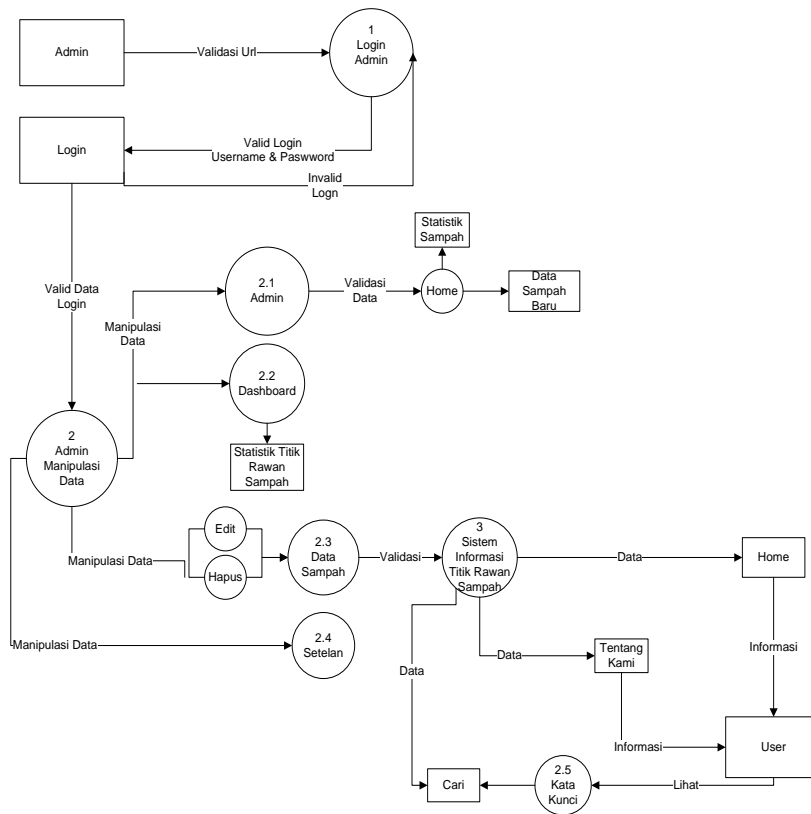 Admin
Validasi Url
1
Login
Admin
Login
Valid Login
Username & Paswword
Invalid
Logn
Statistik
Sampah
Valid Data
Login
2.1
Admin
Validasi
Data
Home
Data
Sampah
Baru
Manipulasi
Data
2.2
Dashboard
2
Admin
Manipulasi
Data
Statistik Titik
Rawan
Sampah
Manipulasi Data
Edit
Hapus
2.3
Data
Sampah
Validasi
3
Sistem
Informasi
Titik Rawan
Sampah
Data
Home
Manipulasi Data
2.4
Setelan
Data
Data
Tentang
Kami
Informasi
Informasi
User
Cari
2.5
Kata
Kunci
Lihat